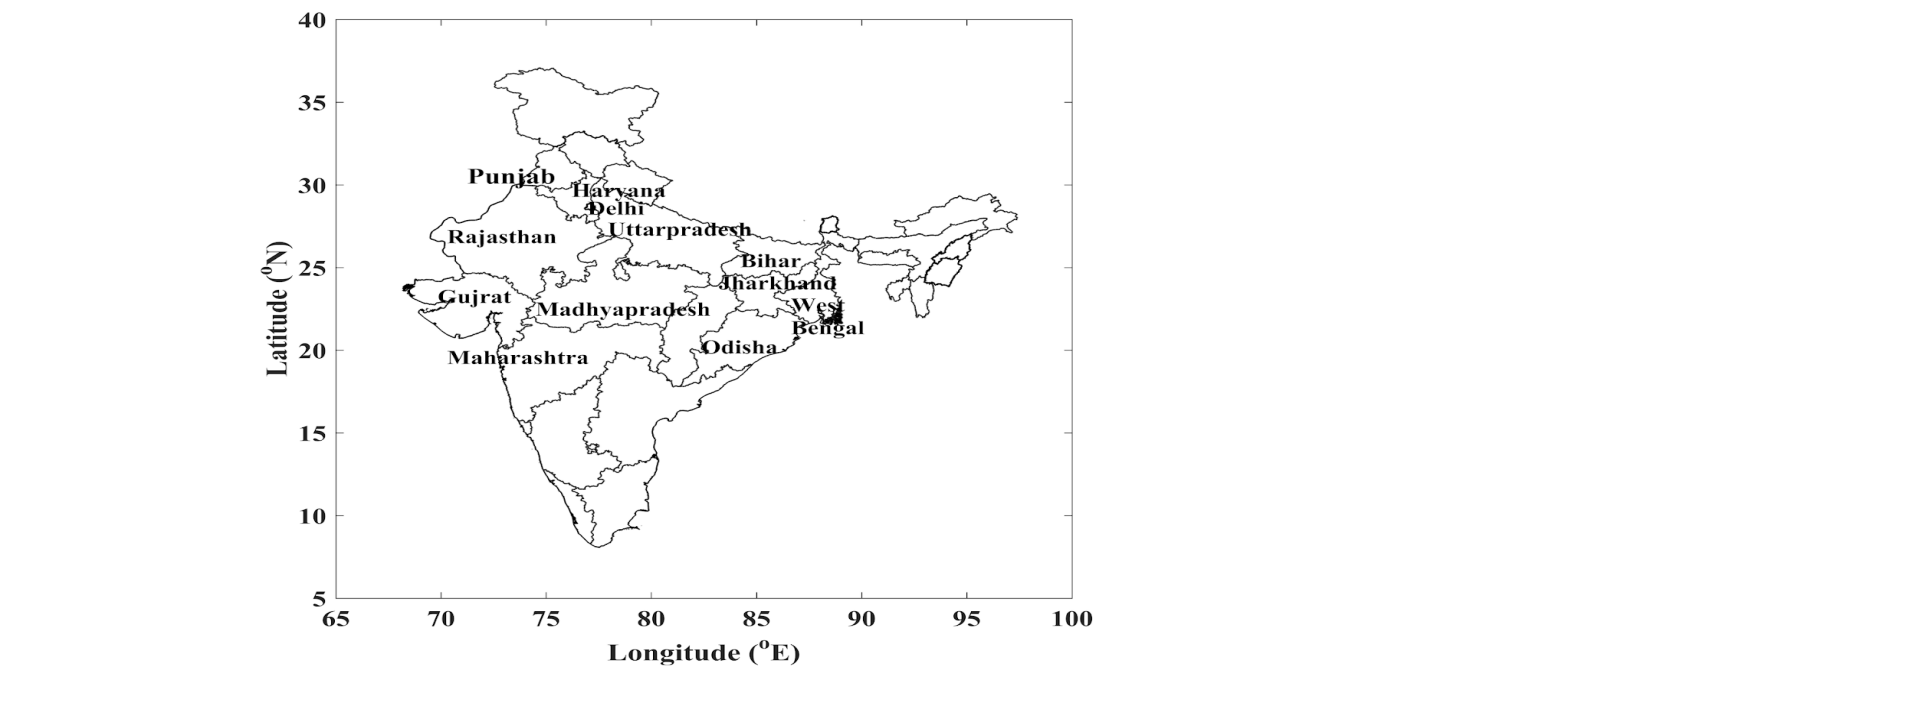 40
35
30
25
20
15
10
5
Latitude (⁰N)
Punjab
Haryana
Delhi
Uttarpradesh
Rajasthan
Bihar
Jharkhand
Gujrat
Madhyapradesh
West
Bengal
Odisha
Maharashtra
65 70 75 80 85 90 95 100
Longitude (⁰E)